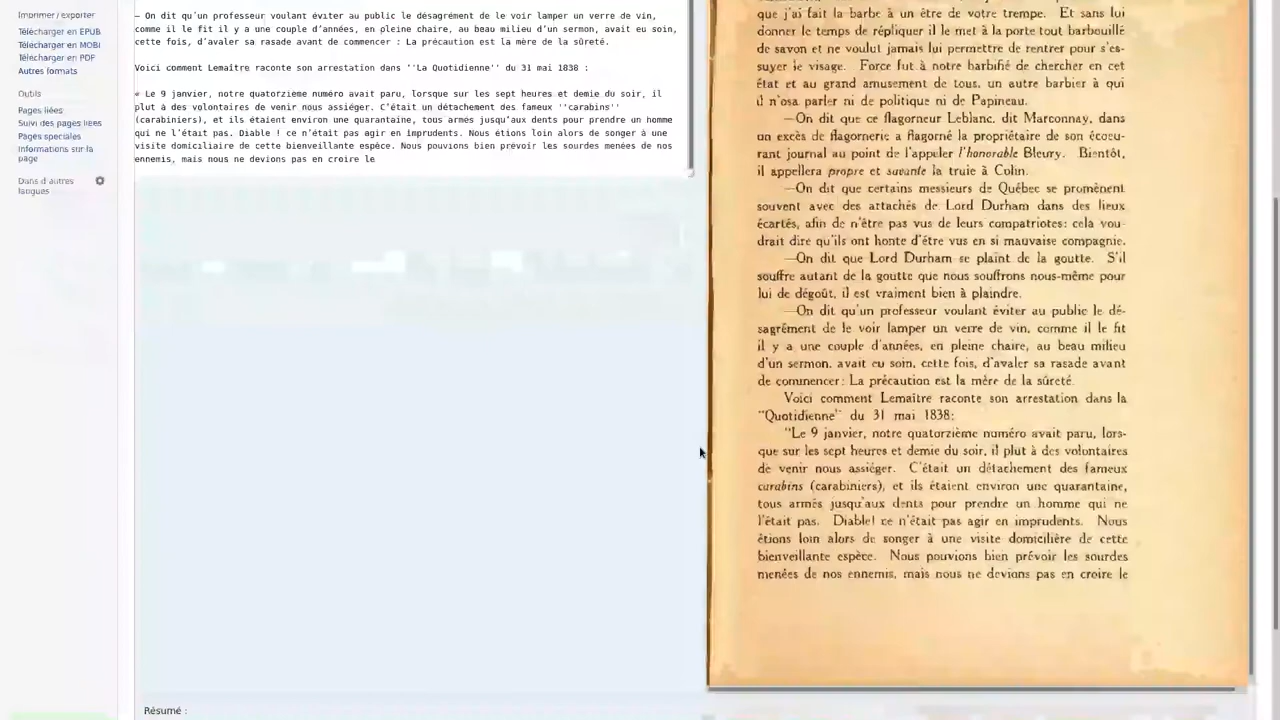 Imprimer / exporter
Télécharger en EPUB
Télécharger en MOBI
Télécharger en PDF
Autres formats
Outils
Pages liées
Suivi des pages liées
Pages spéciales
Informations sur la
page
Dans d'autres
langues
— On dit qu'un professeur voulant éviter au public le désagrément de le voir lamper un verre de vin,
comme il le fit il y a une couple d'années, en pleine chaire, au beau milieu d'un sermon, avait eu soin,
cette fois, d'avaler sa rasade avant de commencer : La précaution est la mère de la sûreté.
Voici comment Lemaître raconte son arrestation dans ''La Quotidienne'' du 31 mai 1838 :
« Le 9 janvier, notre quatorzième numéro avait paru, lorsque sur les sept heures et demie du soir, il
plut à des volontaires de venir nous assiéger. C'était un détachement des fameux ''carabins''
(carabiniers), et ils étaient environ une quarantaine, tous armés jusqu'aux dents pour prendre un homme
qui ne l'était pas. Diable ! ce n'était pas agir en imprudents. Nous étions loin alors de songer à une
visite domiciliaire de cette bienveillante espéce. Nous pouvions bien prévoir les sourdes menées de nos
ennemis, mais nous ne devions pas en croire le
Résumé :
que j'ai fait la barbe à un être de votre trempe. Et sans lui
donner le temps de répliquer il le met à la porte tout barbouillé
de savon et ne voulut jamais lui permettre de rentrer pour s'es-
suyer le visage. Force fut à notre barbifié de chercher en cet
état et au grand amusement de tous, un autre barbier à qui
il n'osa parler ni de politique ni de Papineau.
—On dit que ce flagorneur Leblanc, dit Marconnay, dans
un excès de flagornerie a flagorné la propriétaire de son écœu-
rant journal au point de l'appeler l'honorable Bleury. Bientôt,
il appellera propre et savante la truie à Colin.
—On dit que certains messieurs de Québec se promènent
souvent avec des attachés de Lord Durham dans des lieux
écartés, afin de n'être pas vus de leurs compatriotes: cela vou-
drait dire qu'ils ont honte d'être vus en si mauvaise compagnie.
—On dit que Lord Durham se plaint de la goutte. S'il
souffre autant de la goutte que nous souffrons nous-même pour
lui de dégoût, il est vraiment bien à plaindre.
—On dit qu'un professeur voulant éviter au public le dé-
sagrément de le voir lamper un verre de vin, comme il le fit
il y a une couple d'années, en pleine chaire, au beau milieu
d'un sermon, avait eu soin, cette fois, d'avaler sa rasade avant
de commencer: La précaution est la mère de la sûreté.
Voici comment Lemaître raconte son arrestation dans la
"Quotidienne" du 31 mai 1838:
"Le 9 janvier, notre quatorzième numéro avait paru, lors-
que sur les sept heures et demie du soir, il plut à des volontaires
de venir nous assiéger. C'était un détachement des fameux
carabins (carabiniers), et ils étaient environ une quarantaine,
tous armés jusqu'aux dents pour prendre un homme qui ne
l'était pas. Diable! ce n'était pas agir en imprudents. Nous
étions loin alors de songer à une visite domicilière de cette
bienveillante espèce. Nous pouvions bien prévoir les sourdes
menées de nos ennemis, mais nous ne devions pas en croire le